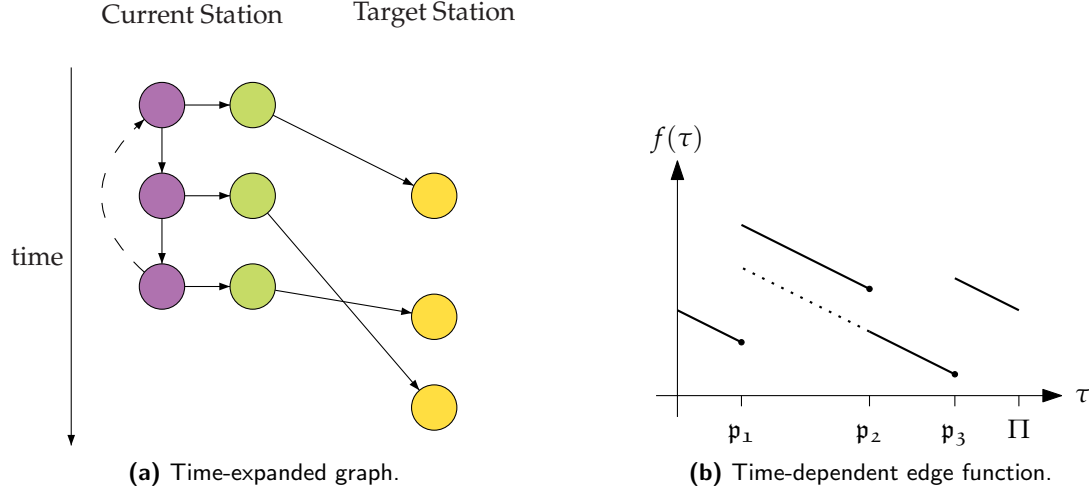 Current Station
Target Station
time
(a) Time-expanded graph.
f(τ)
τ
𝔭₁
𝔭₂
𝔭₃
Π
(b) Time-dependent edge function.